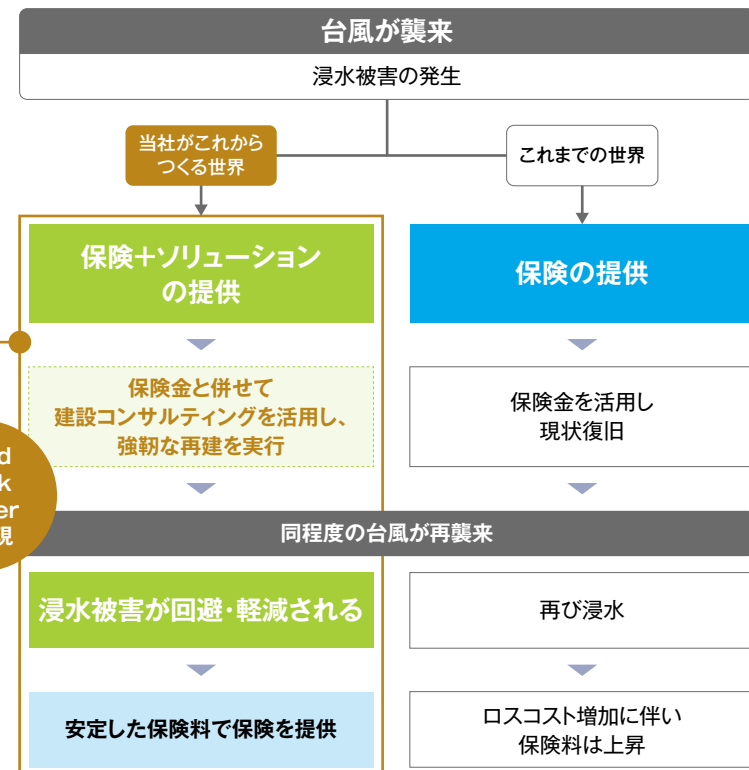 台風が襲来
浸水被害の発生
当社がこれから
つくる世界
これまでの世界
保険+ソリューション
の提供
保険の提供
保険金と併せて
建設コンサルティングを活用し、
強靭な再建を実行
保険金を活用し
現状復旧
同程度の台風が再襲来
浸水被害が回避・軽減される
再び浸水
安定した保険料で保険を提供
ロスコスト増加に伴い
保険料は上昇